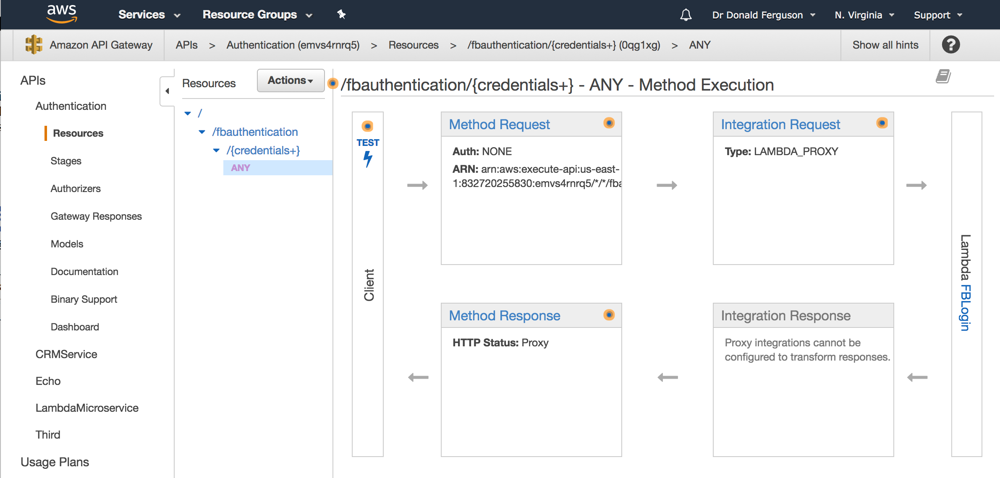 aws
Services
Resource Groups
Dr Donald Ferguson
N. Virginia
Support
Amazon API Gateway
APIs > Authentication (emvs4rnrq5) > Resources > /fbauthentication/{credentials+} (0qg1xg) > ANY
Show all hints
?
APIs
Authentication
Resources
Stages
Authorizers
Gateway Responses
Models
Documentation
Binary Support
Dashboard
CRMService
Echo
LambdaMicroservice
Third
Usage Plans
Resources
Actions
/
/fbauthentication
/{credentials+}
ANY
/fbauthentication/{credentials+} - ANY - Method Execution
TEST
Client
Method Request
Auth: NONE
ARN: arn:aws:execute-api:us-east-
1:832720255830:emvs4rnrq5/*/*/fba
Integration Request
Type: LAMBDA_PROXY
Lambda FBLogin
Method Response
HTTP Status: Proxy
Integration Response
Proxy integrations cannot be
configured to transform responses.